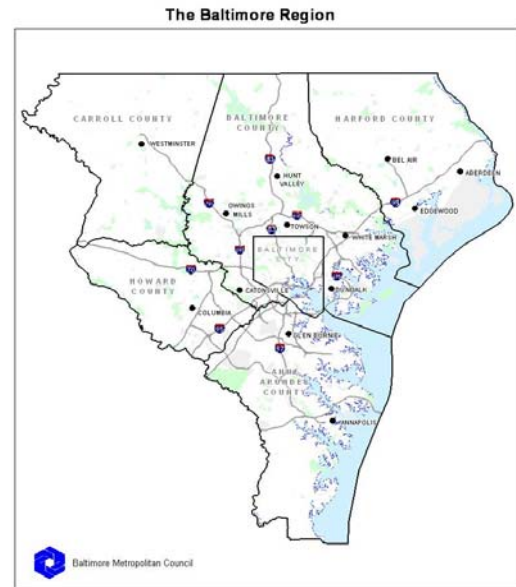 The Baltimore Region
CARROLL COUNTY
BALTIMORE
COUNTY
HARFORD COUNTY
WESTMINSTER
BEL AIR
ABERDEEN
HUNT
VALLEY
OWINGS
MILLS
EDGEWOOD
TOWSON
WHITE MARSH
BALTIMORE
CITY
HOWARD
COUNTY
CATONSVILLE
DUNDALK
COLUMBIA
GLEN BURNIE
ANNE
ARUNDEL
COUNTY
ANNAPOLIS
Baltimore Metropolitan Council